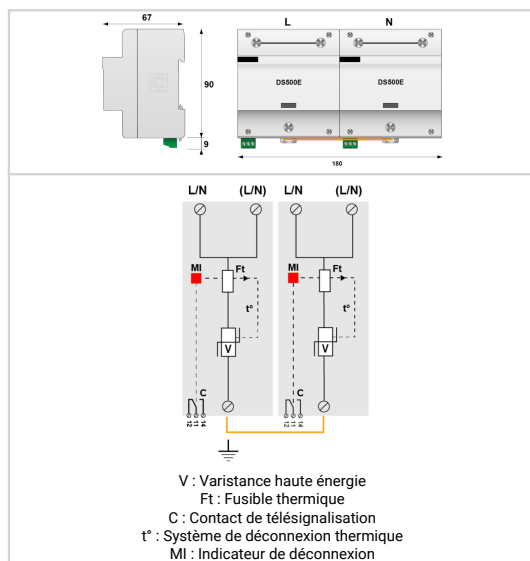 67
L N
90
DS500E DS500E
9
180
L/N (L/N) L/N (L/N)
MI Ft MI Ft
t° t°
V V
C C
12 11 14 12 11 14
V : Varistance haute énergie
Ft : Fusible thermique
C : Contact de télésignalisation
t° : Système de déconnexion thermique
MI : Indicateur de déconnexion